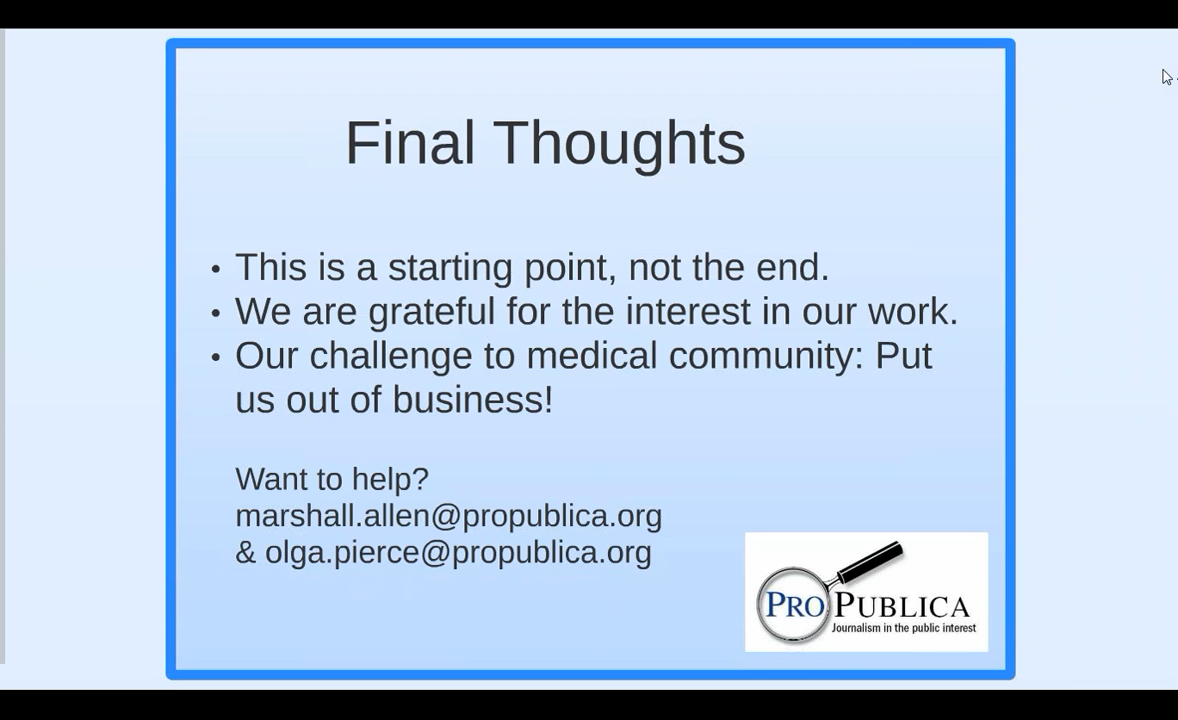 Final Thoughts
• This is a starting point, not the end.
• We are grateful for the interest in our work.
• Our challenge to medical community: Put
us out of business!
Want to help?
marshall.allen@propublica.org
& olga.pierce@propublica.org
PROPUBLICA
Journalism in the public interest